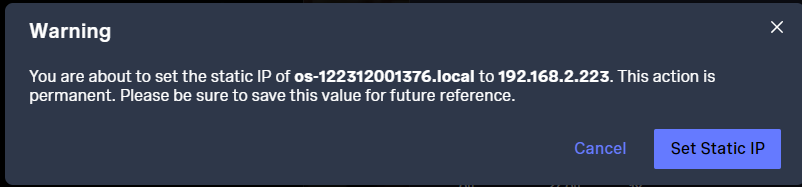 Warning
You are about to set the static IP of os-122312001376.local to 192.168.2.223. This action is
permanent. Please be sure to save this value for future reference.
Cancel
Set Static IP